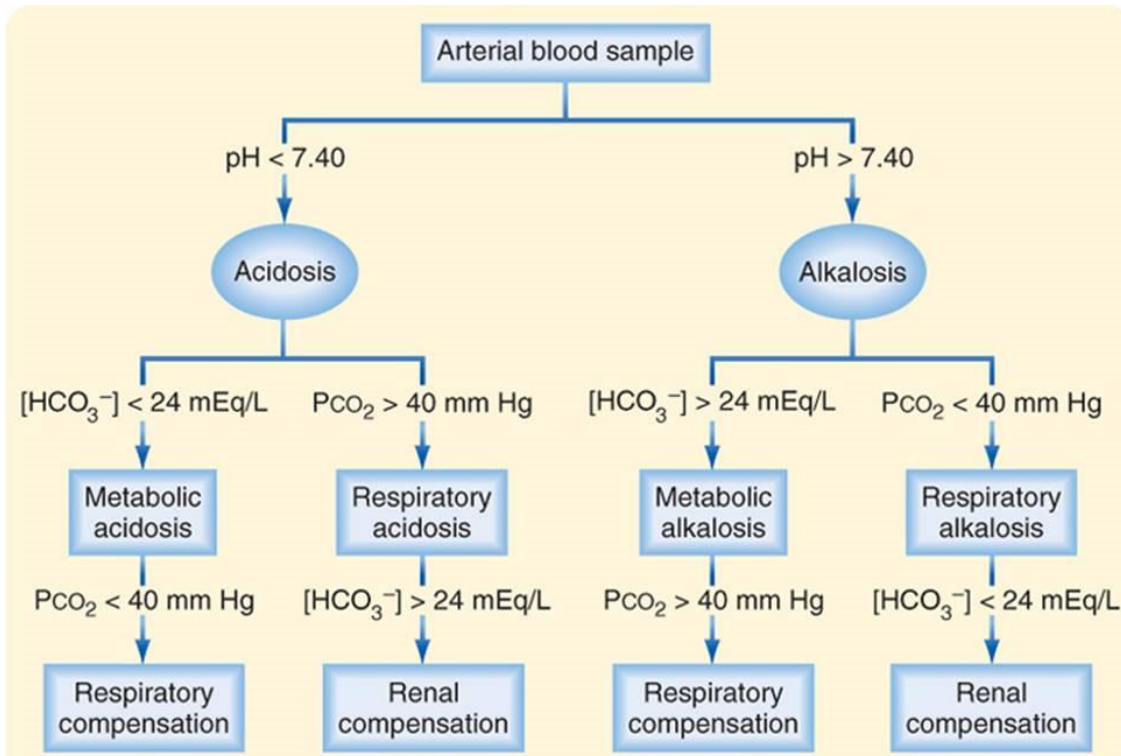 Arterial blood sample
pH < 7.40
pH > 7.40
Acidosis
Alkalosis
[HCO₃⁻] < 24 mEq/L
PCO₂ > 40 mm Hg
[HCO₃⁻] > 24 mEq/L
PCO₂ < 40 mm Hg
Metabolic
acidosis
Respiratory
acidosis
Metabolic
alkalosis
Respiratory
alkalosis
PCO₂ < 40 mm Hg
[HCO₃⁻] > 24 mEq/L
PCO₂ > 40 mm Hg
[HCO₃⁻] < 24 mEq/L
Respiratory
compensation
Renal
compensation
Respiratory
compensation
Renal
compensation